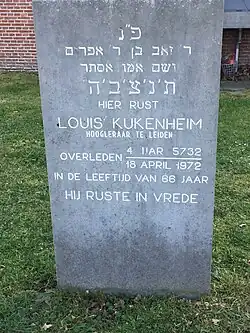 פ"נ
ר זאב בן ר אפרים
ושם אמו אסתר
ת'נ'צ'ב'ה
HIER RUST
LOUIS KUKENHEIM
HOOGLERAAR TE LEIDEN
OVERLEDEN 4 IJAR 5732
18 APRIL 1972
IN DE LEEFTIJD VAN 66 JAAR
HIJ RUSTE IN VREDE